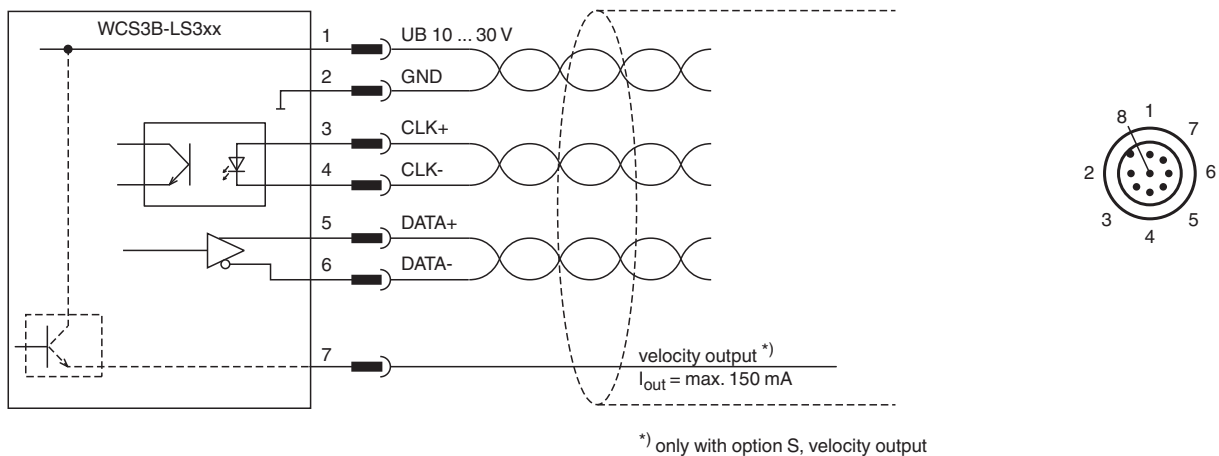 WCS3B-LS3xx
1 UB 10 ... 30 V
2 GND
3 CLK+
4 CLK-
5 DATA+
6 DATA-
7 velocity output *)
I_out = max. 150 mA
*) only with option S, velocity output
8 1 7
2 6
3 4 5